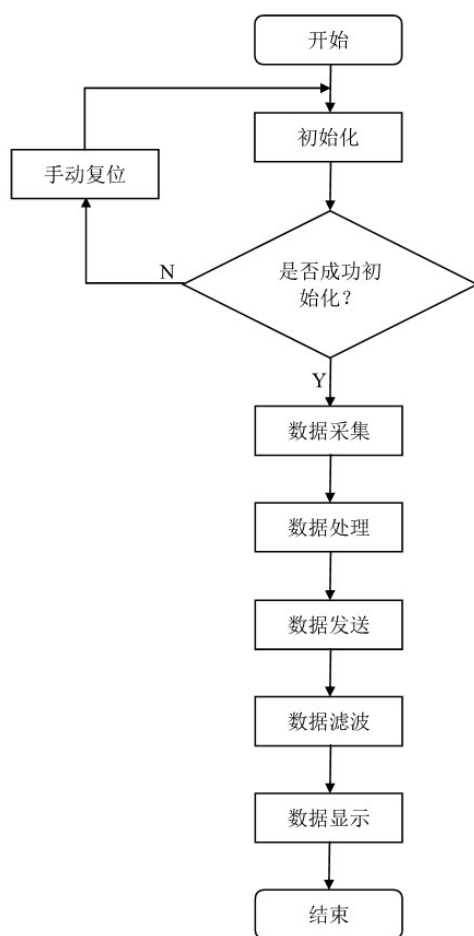 开始
初始化
手动复位
N
是否成功初
始化？
Y
数据采集
数据处理
数据发送
数据滤波
数据显示
结束